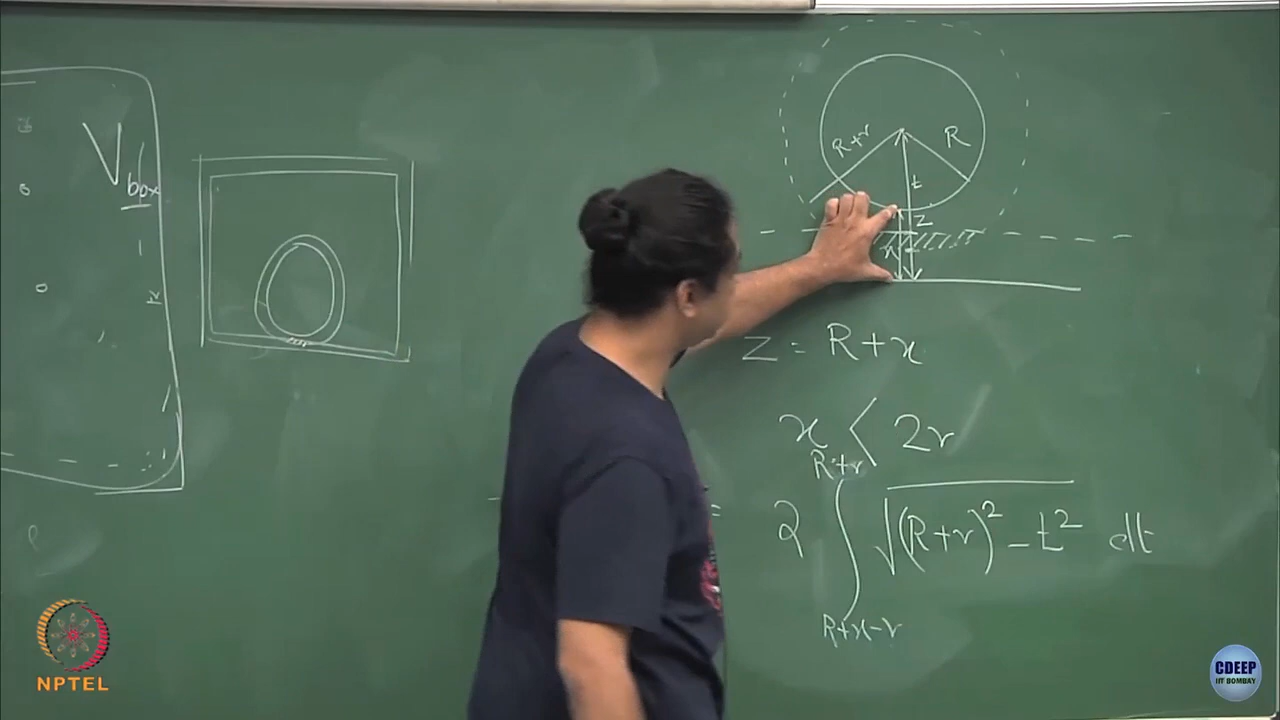 V box
r
R+r
R
t
z
z = R + x
x < 2r
=
2 ∫ √(R+r)² - t² dt
R+r
R+x-r
NPTEL
CDEEP
IIT BOMBAY